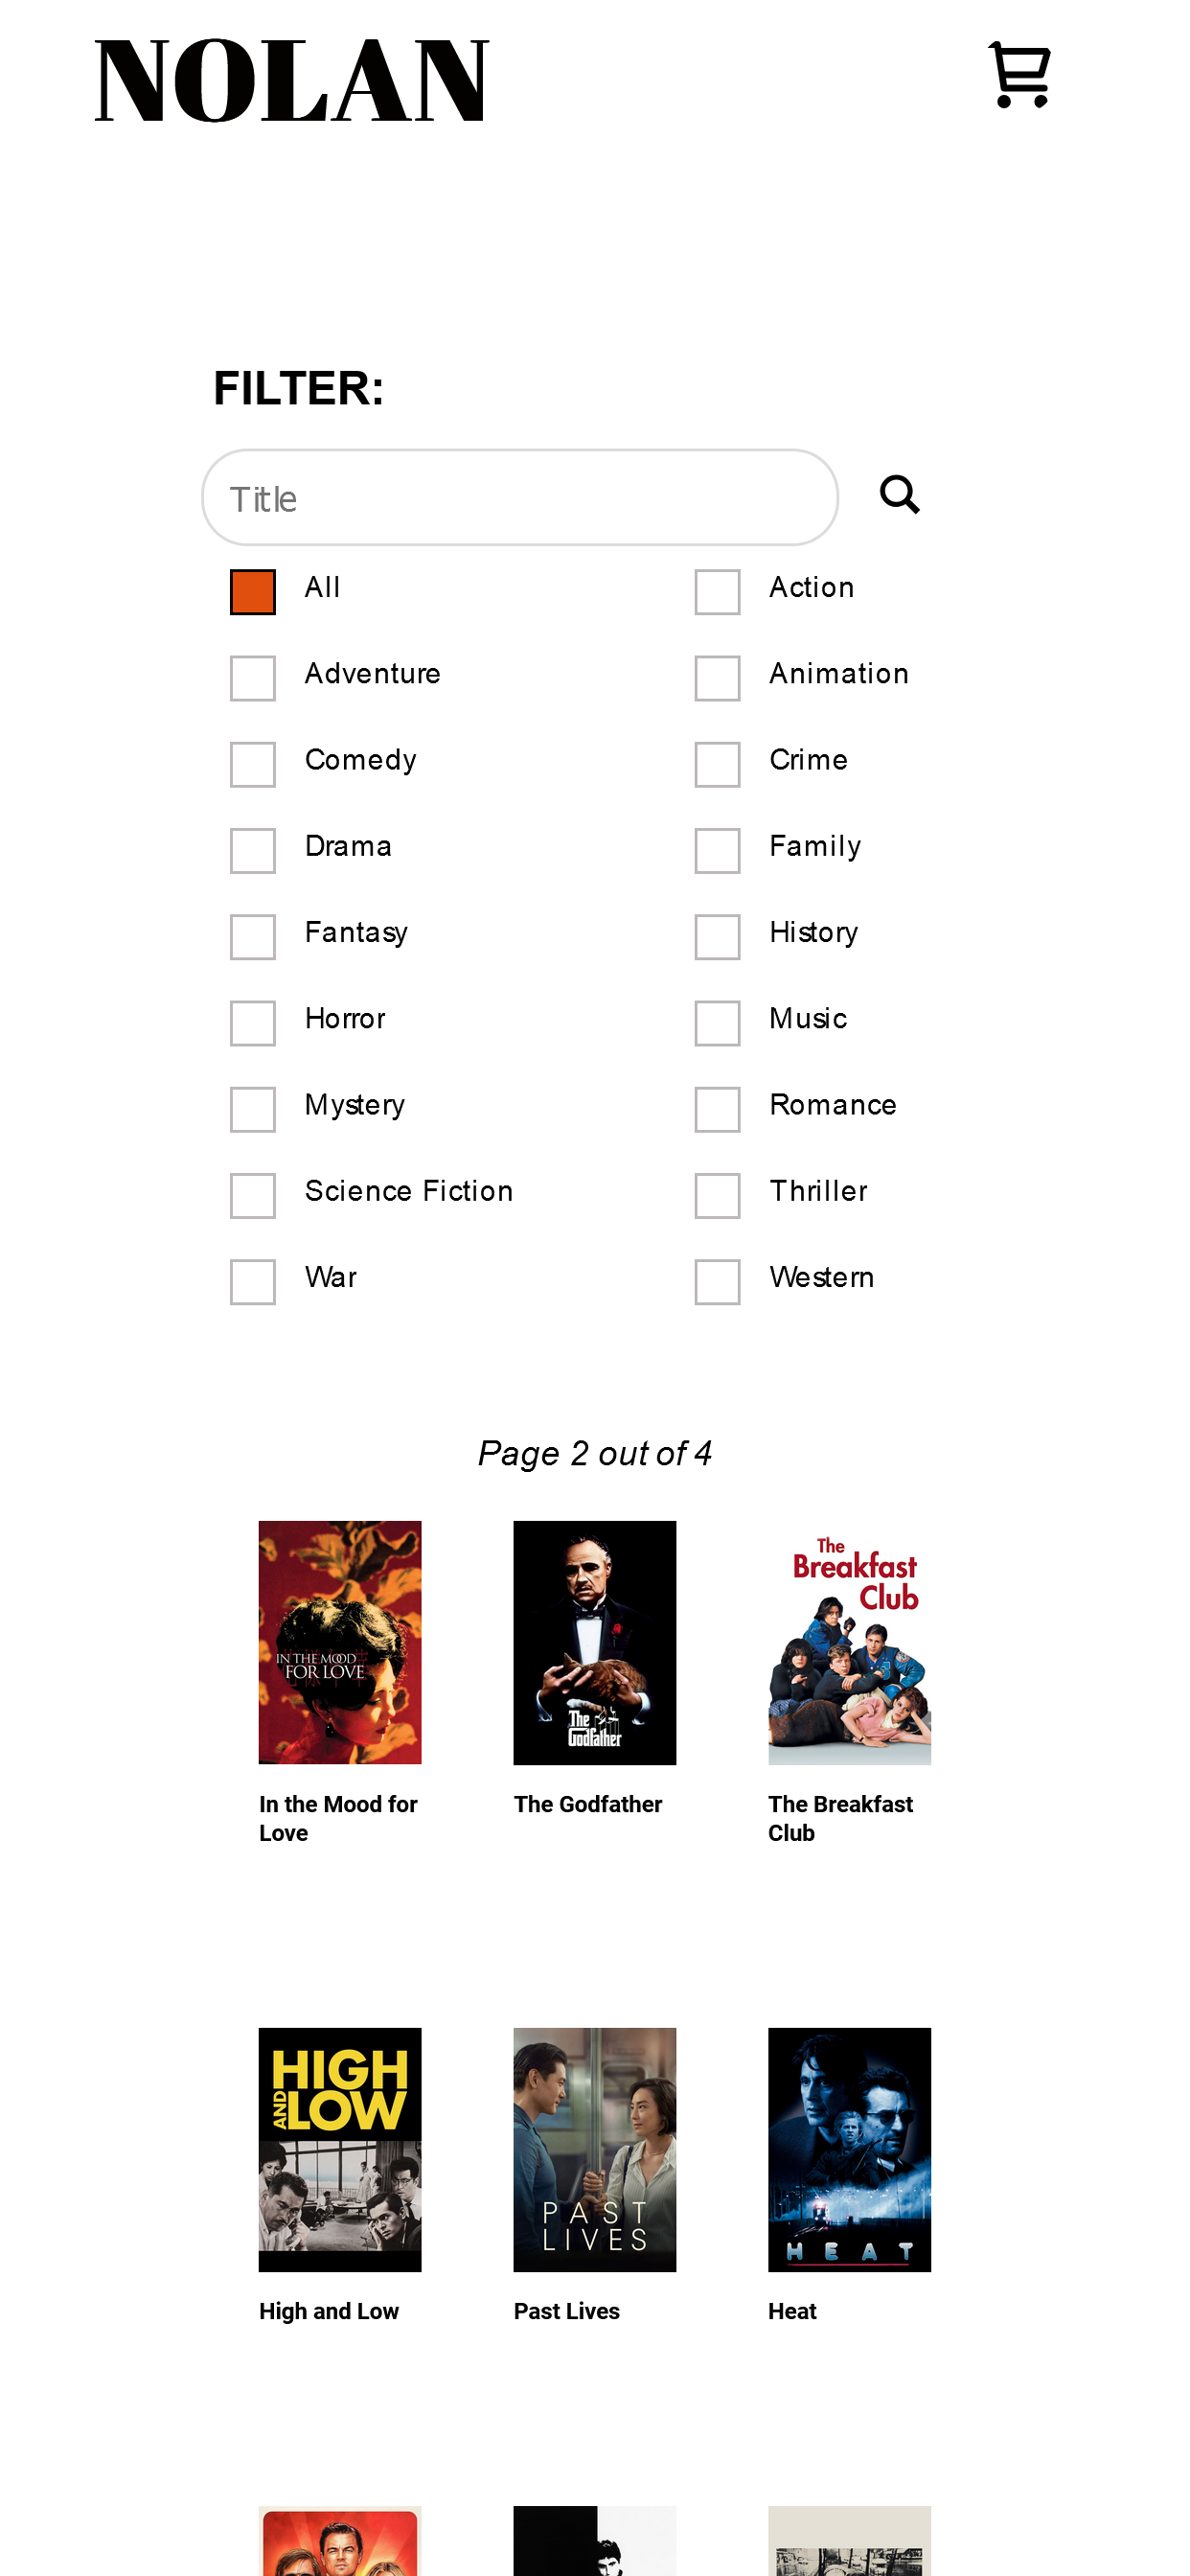 NOLAN
FILTER:
Title
All
Action
Adventure
Animation
Comedy
Crime
Drama
Family
Fantasy
History
Horror
Music
Mystery
Romance
Science Fiction
Thriller
War
Western
Page 2 out of 4
IN THE MOOD
FOR LOVE
The
Godfather
The
Breakfast
Club
In the Mood for
Love
The Godfather
The Breakfast
Club
HIGH
AND LOW
PAST
LIVES
HEAT
High and Low
Past Lives
Heat